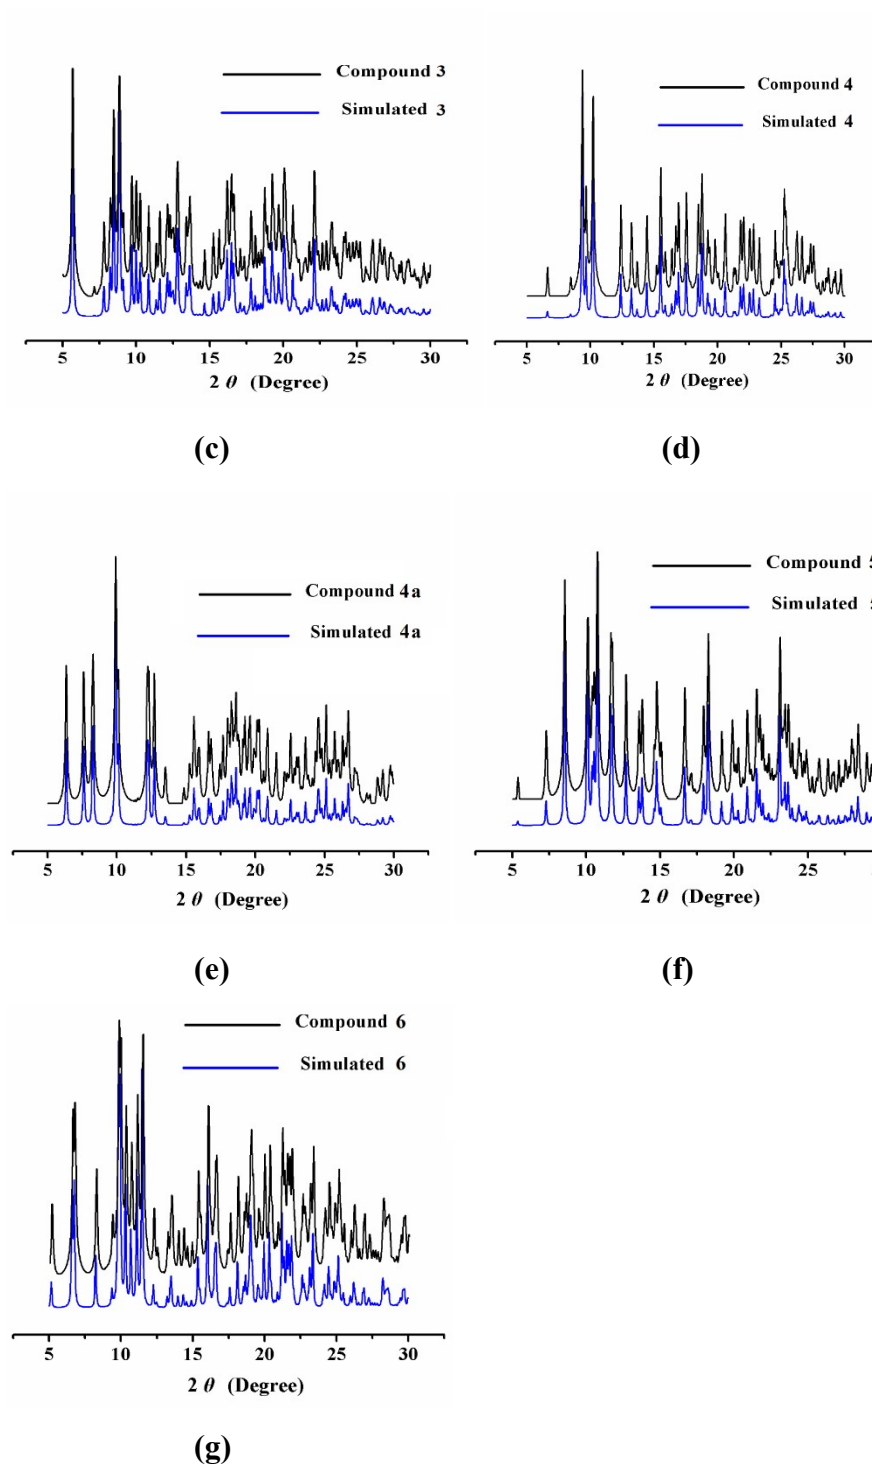 Compound 3
Simulated 3
5 10 15 20 25 30
2 θ (Degree)
(c)
Compound 4
Simulated 4
5 10 15 20 25 30
2 θ (Degree)
(d)
Compound 4a
Simulated 4a
5 10 15 20 25 30
2 θ (Degree)
(e)
Compound
Simulated
5 10 15 20 25
2 θ (Degree)
(f)
Compound 6
Simulated 6
5 10 15 20 25 30
2 θ (Degree)
(g)